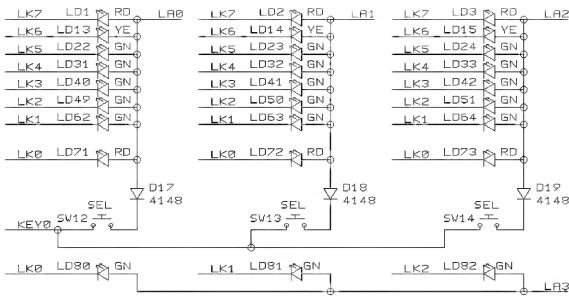 LK7 LD1 RD LA0 LK7 LD2 RD LA1 LK7 LD3 RD LA2
LK6 LD13 YE LK6 LD14 YE LK6 LD15 YE
LK5 LD22 GN LK5 LD23 GN LK5 LD24 GN
LK4 LD31 GN LK4 LD32 GN LK4 LD33 GN
LK3 LD40 GN LK3 LD41 GN LK3 LD42 GN
LK2 LD49 GN LK2 LD50 GN LK2 LD51 GN
LK1 LD62 GN LK1 LD63 GN LK1 LD64 GN
LK0 LD71 RD LK0 LD72 RD LK0 LD73 RD
D17 D18 D19
4148 4148 4148
SEL SEL SEL
SW12 SW13 SW14
KEY0
LK0 LD80 GN LK1 LD81 GN LK2 LD82 GN
LA3